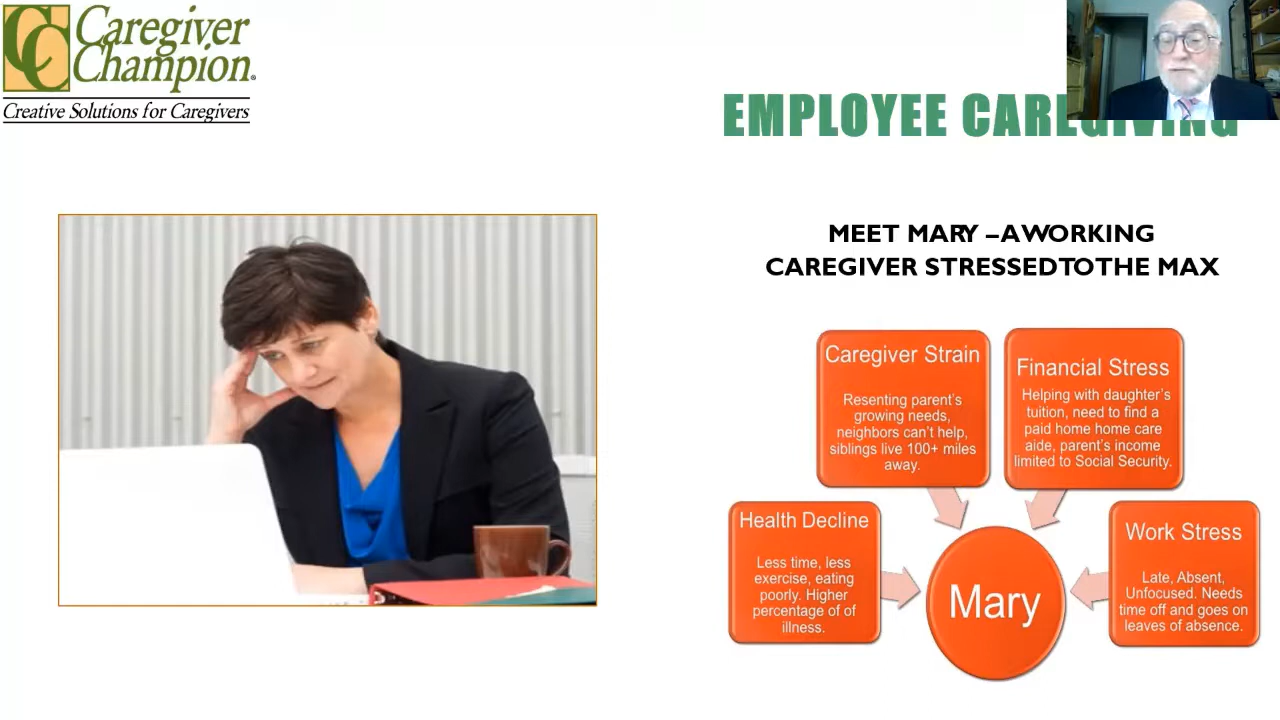 CC
Caregiver
Champion®
Creative Solutions for Caregivers
EMPLOYEE CAREGIVING
MEET MARY –AWORKING
CAREGIVER STRESSEDTOTHE MAX
Caregiver Strain
Resenting parent's
growing needs,
neighbors can't help,
siblings live 100+ miles
away.
Financial Stress
Helping with daughter's
tuition, need to find a
paid home home care
aide, parent's income
limited to Social Security.
Health Decline
Less time, less
exercise, eating
poorly. Higher
percentage of of
illness.
Mary
Work Stress
Late, Absent,
Unfocused. Needs
time off and goes on
leaves of absence.